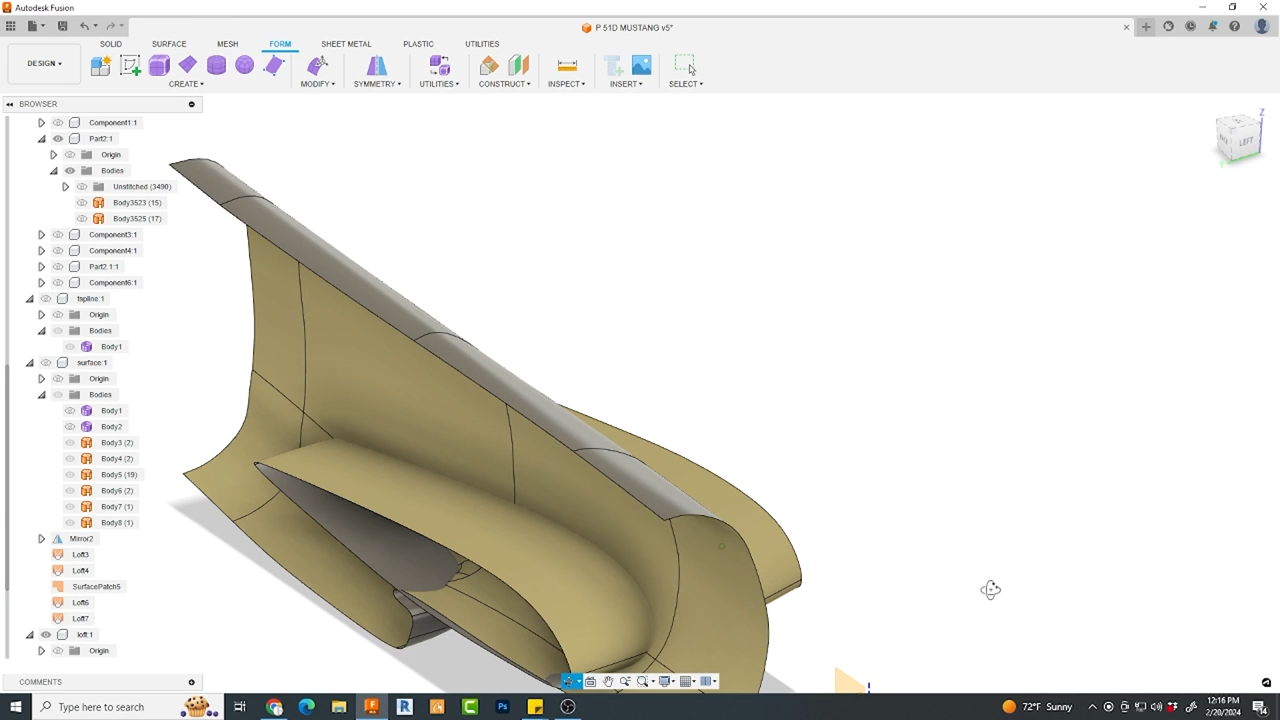 Autodesk Fusion
P 51D MUSTANG v5*
SOLID SURFACE MESH FORM SHEET METAL PLASTIC UTILITIES
DESIGN
CREATE MODIFY SYMMETRY UTILITIES CONSTRUCT INSPECT INSERT SELECT
BROWSER
Component1:1
Part2:1
Origin
Bodies
Unstitched (3490)
Body3523 (15)
Body3525 (17)
Component3:1
Component4:1
Part2.1:1
Component6:1
tspline:1
Origin
Bodies
Body1
surface:1
Origin
Bodies
Body1
Body2
Body3 (2)
Body4 (2)
Body5 (19)
Body6 (2)
Body7 (1)
Body8 (1)
Mirror2
Loft3
Loft4
SurfacePatch5
Loft6
Loft7
loft:1
Origin
Z
LEFT
COMMENTS
Type here to search
72°F Sunny
12:16 PM
2/20/2024